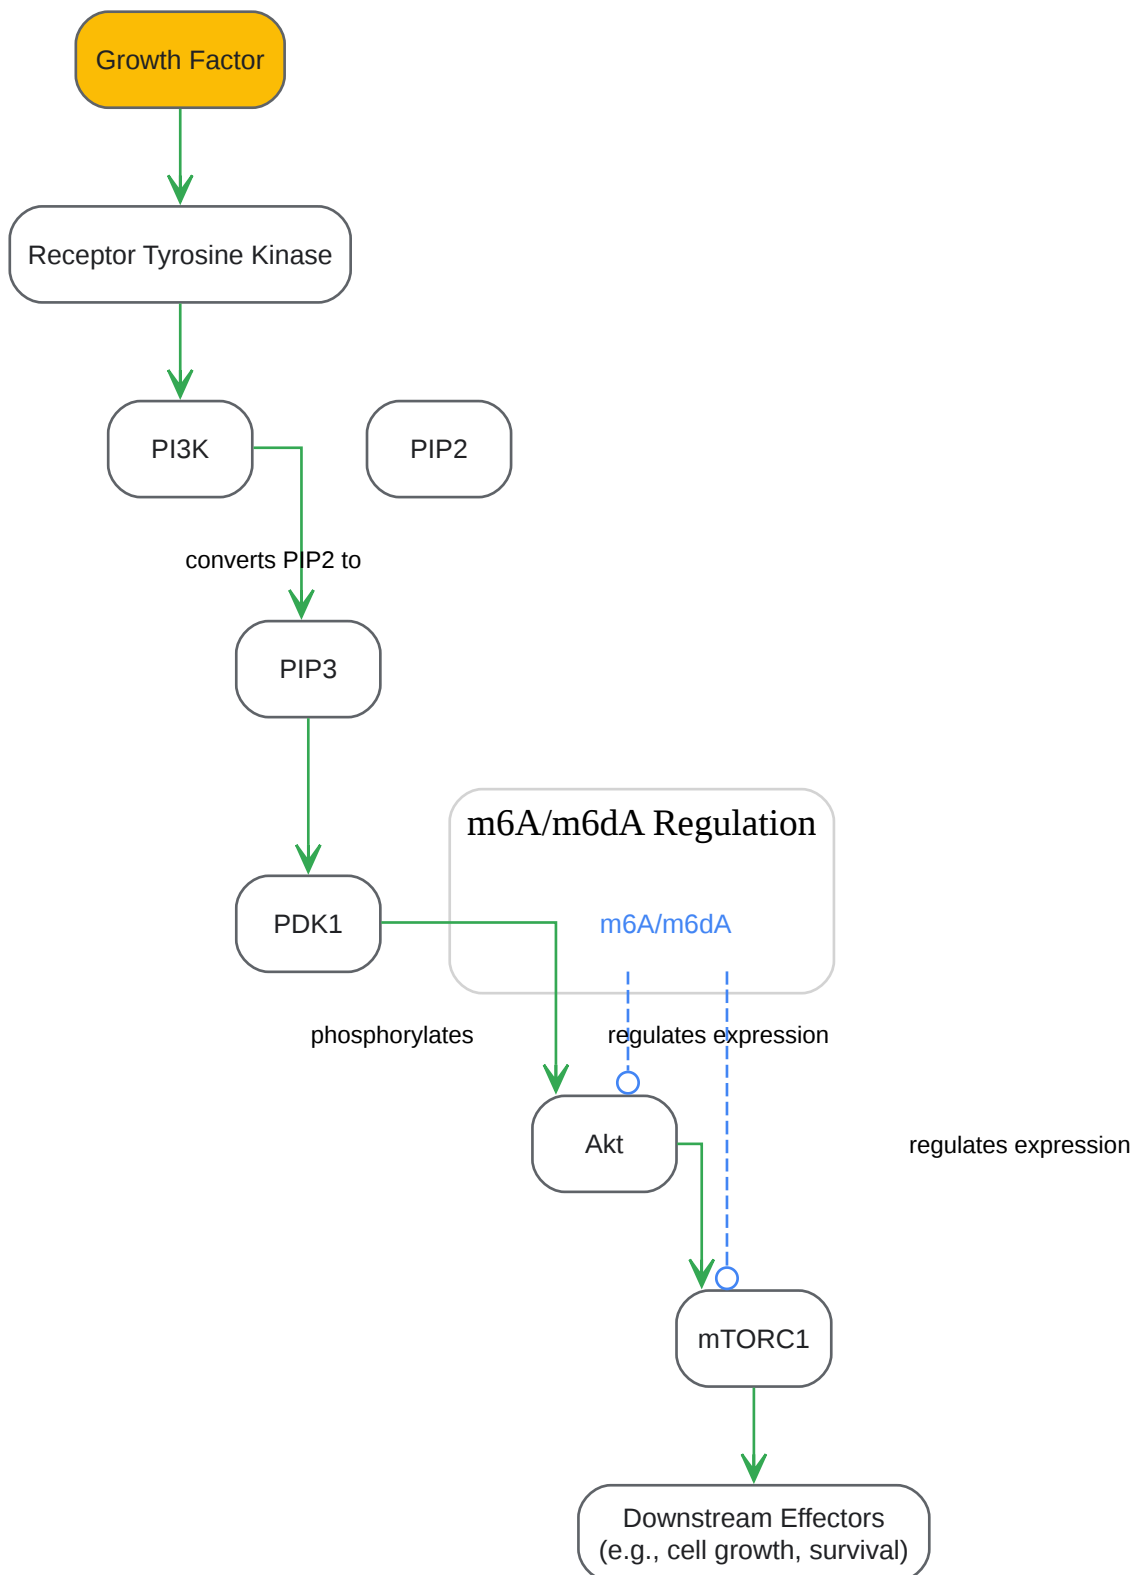 Growth Factor
Receptor Tyrosine Kinase
PI3K
PIP2
converts PIP2 to
PIP3
m6A/m6dA Regulation
PDK1
m6A/m6dA
phosphorylates
regulates expression
Akt
regulates expression
mTORC1
Downstream Effectors
(e.g., cell growth, survival)